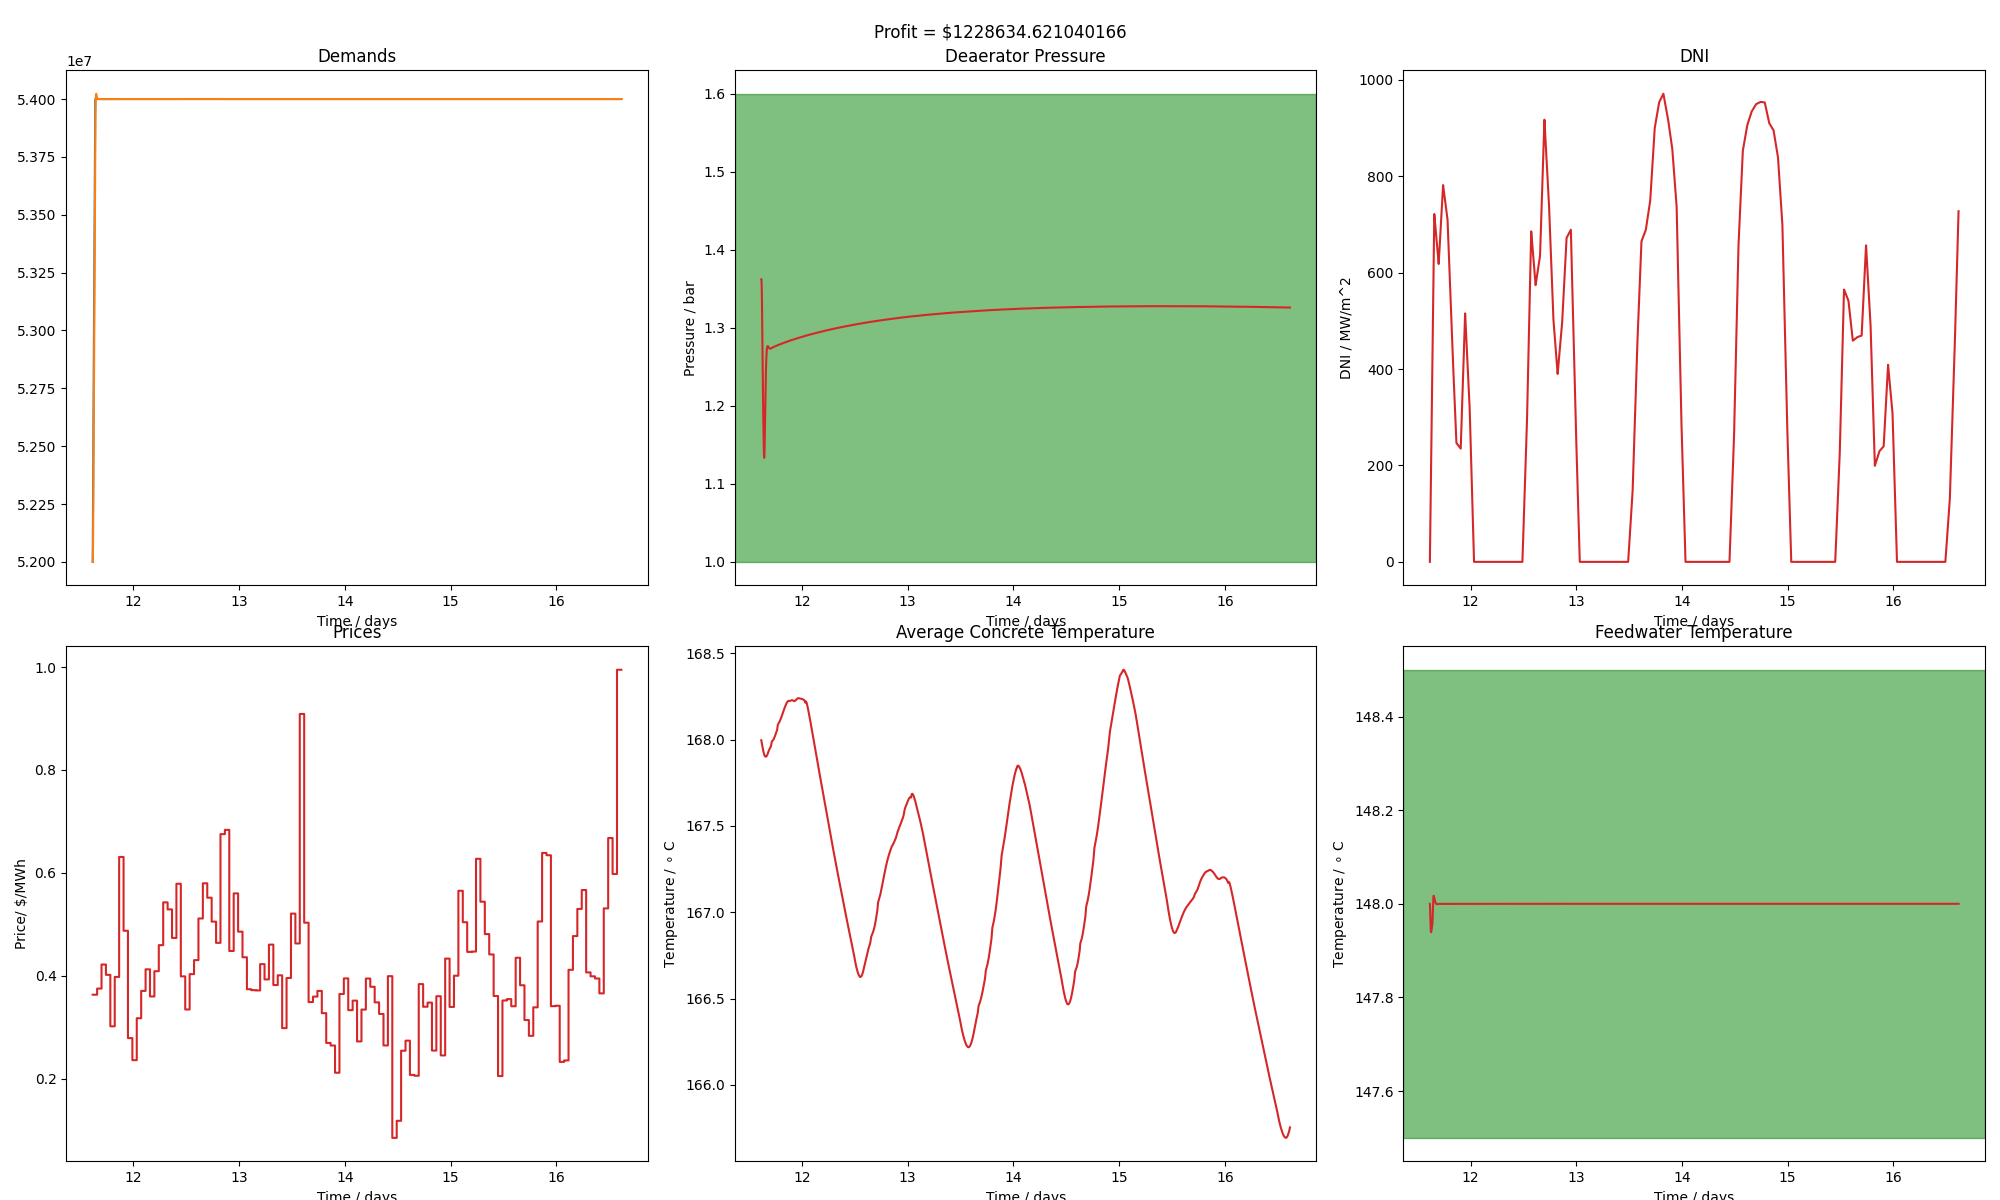 Profit = $1228634.621040166
Demands
1e7
5.400
5.375
5.350
5.325
5.300
5.275
5.250
5.225
5.200
12 13 14 15 16
Time / days
Deaerator Pressure
Pressure / bar
1.6
1.5
1.4
1.3
1.2
1.1
1.0
12 13 14 15 16
Time / days
DNI
DNI / MW/m^2
1000
800
600
400
200
0
12 13 14 15 16
Time / days
Prices
Price/ $/MWh
1.0
0.8
0.6
0.4
0.2
12 13 14 15 16
Time / days
Average Concrete Temperature
Temperature / ∘ C
168.5
168.0
167.5
167.0
166.5
166.0
12 13 14 15 16
Time / days
Feedwater Temperature
Temperature / ∘ C
148.4
148.2
148.0
147.8
147.6
12 13 14 15 16
Time / days